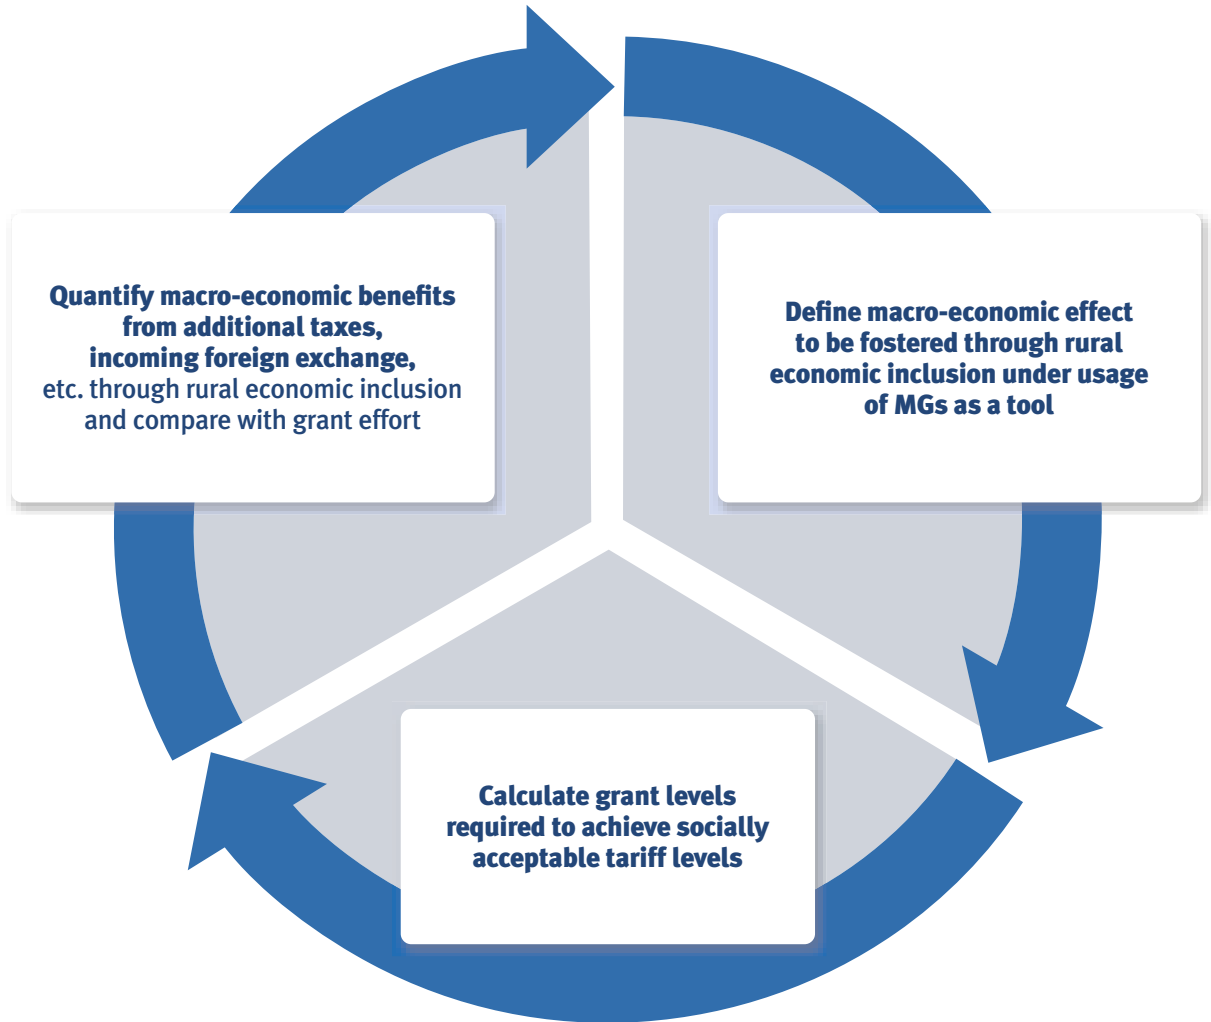 Quantify macro-economic benefits
from additional taxes,
incoming foreign exchange,
etc. through rural economic inclusion
and compare with grant effort
Define macro-economic effect
to be fostered through rural
economic inclusion under usage
of MGs as a tool
Calculate grant levels
required to achieve socially
acceptable tariff levels